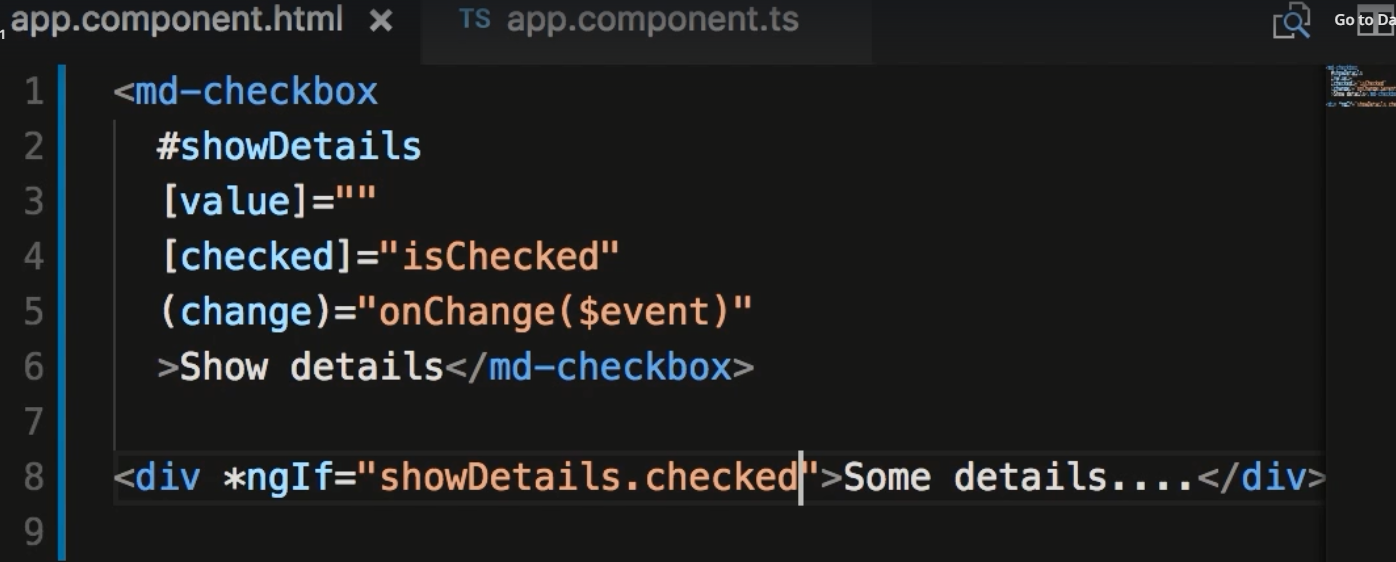 app.component.html ×
TS app.component.ts
Go to Da
1
1 <md-checkbox
2 #showDetails
3 [value]=""
4 [checked]="isChecked"
5 (change)="onChange($event)"
6 >Show details</md-checkbox>
7
8 <div *ngIf="showDetails.checked">Some details....</div>
9